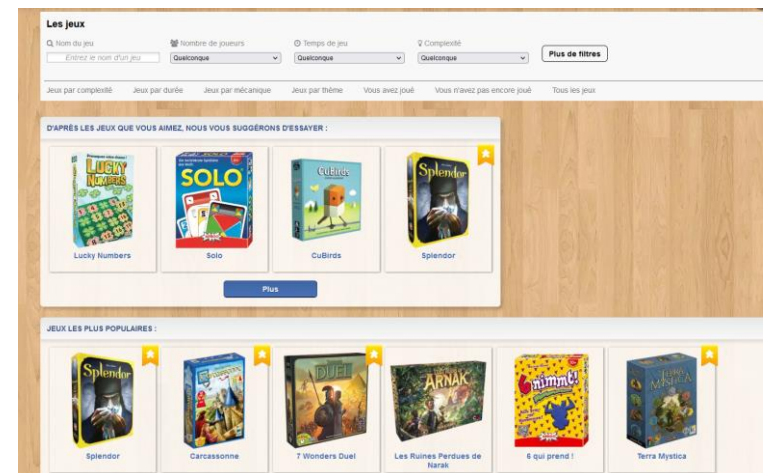 Les jeux
Nom du jeu Nombre de joueurs Temps de jeu Complexité
Entrez le nom d'un jeu Quelconque Quelconque Quelconque Plus de filtres
Jeux par complexité Jeux par durée Jeux par mécanique Jeux par thème Vous avez joué Vous n'avez pas encore joué Tous les jeux
D'APRÈS LES JEUX QUE VOUS AIMEZ, NOUS VOUS SUGGÉRONS D'ESSAYER :
LUCKY NUMBERS SOLO CUBirds Splendor
Lucky Numbers Solo CuBirds Splendor
Plus
JEUX LES PLUS POPULAIRES :
Splendor CARCASSONNE DUEL ARNAK 6 nimmt! TERRA MYSTICA
Splendor Carcassonne 7 Wonders Duel Les Ruines Perdues de Narak 6 qui prend ! Terra Mystica